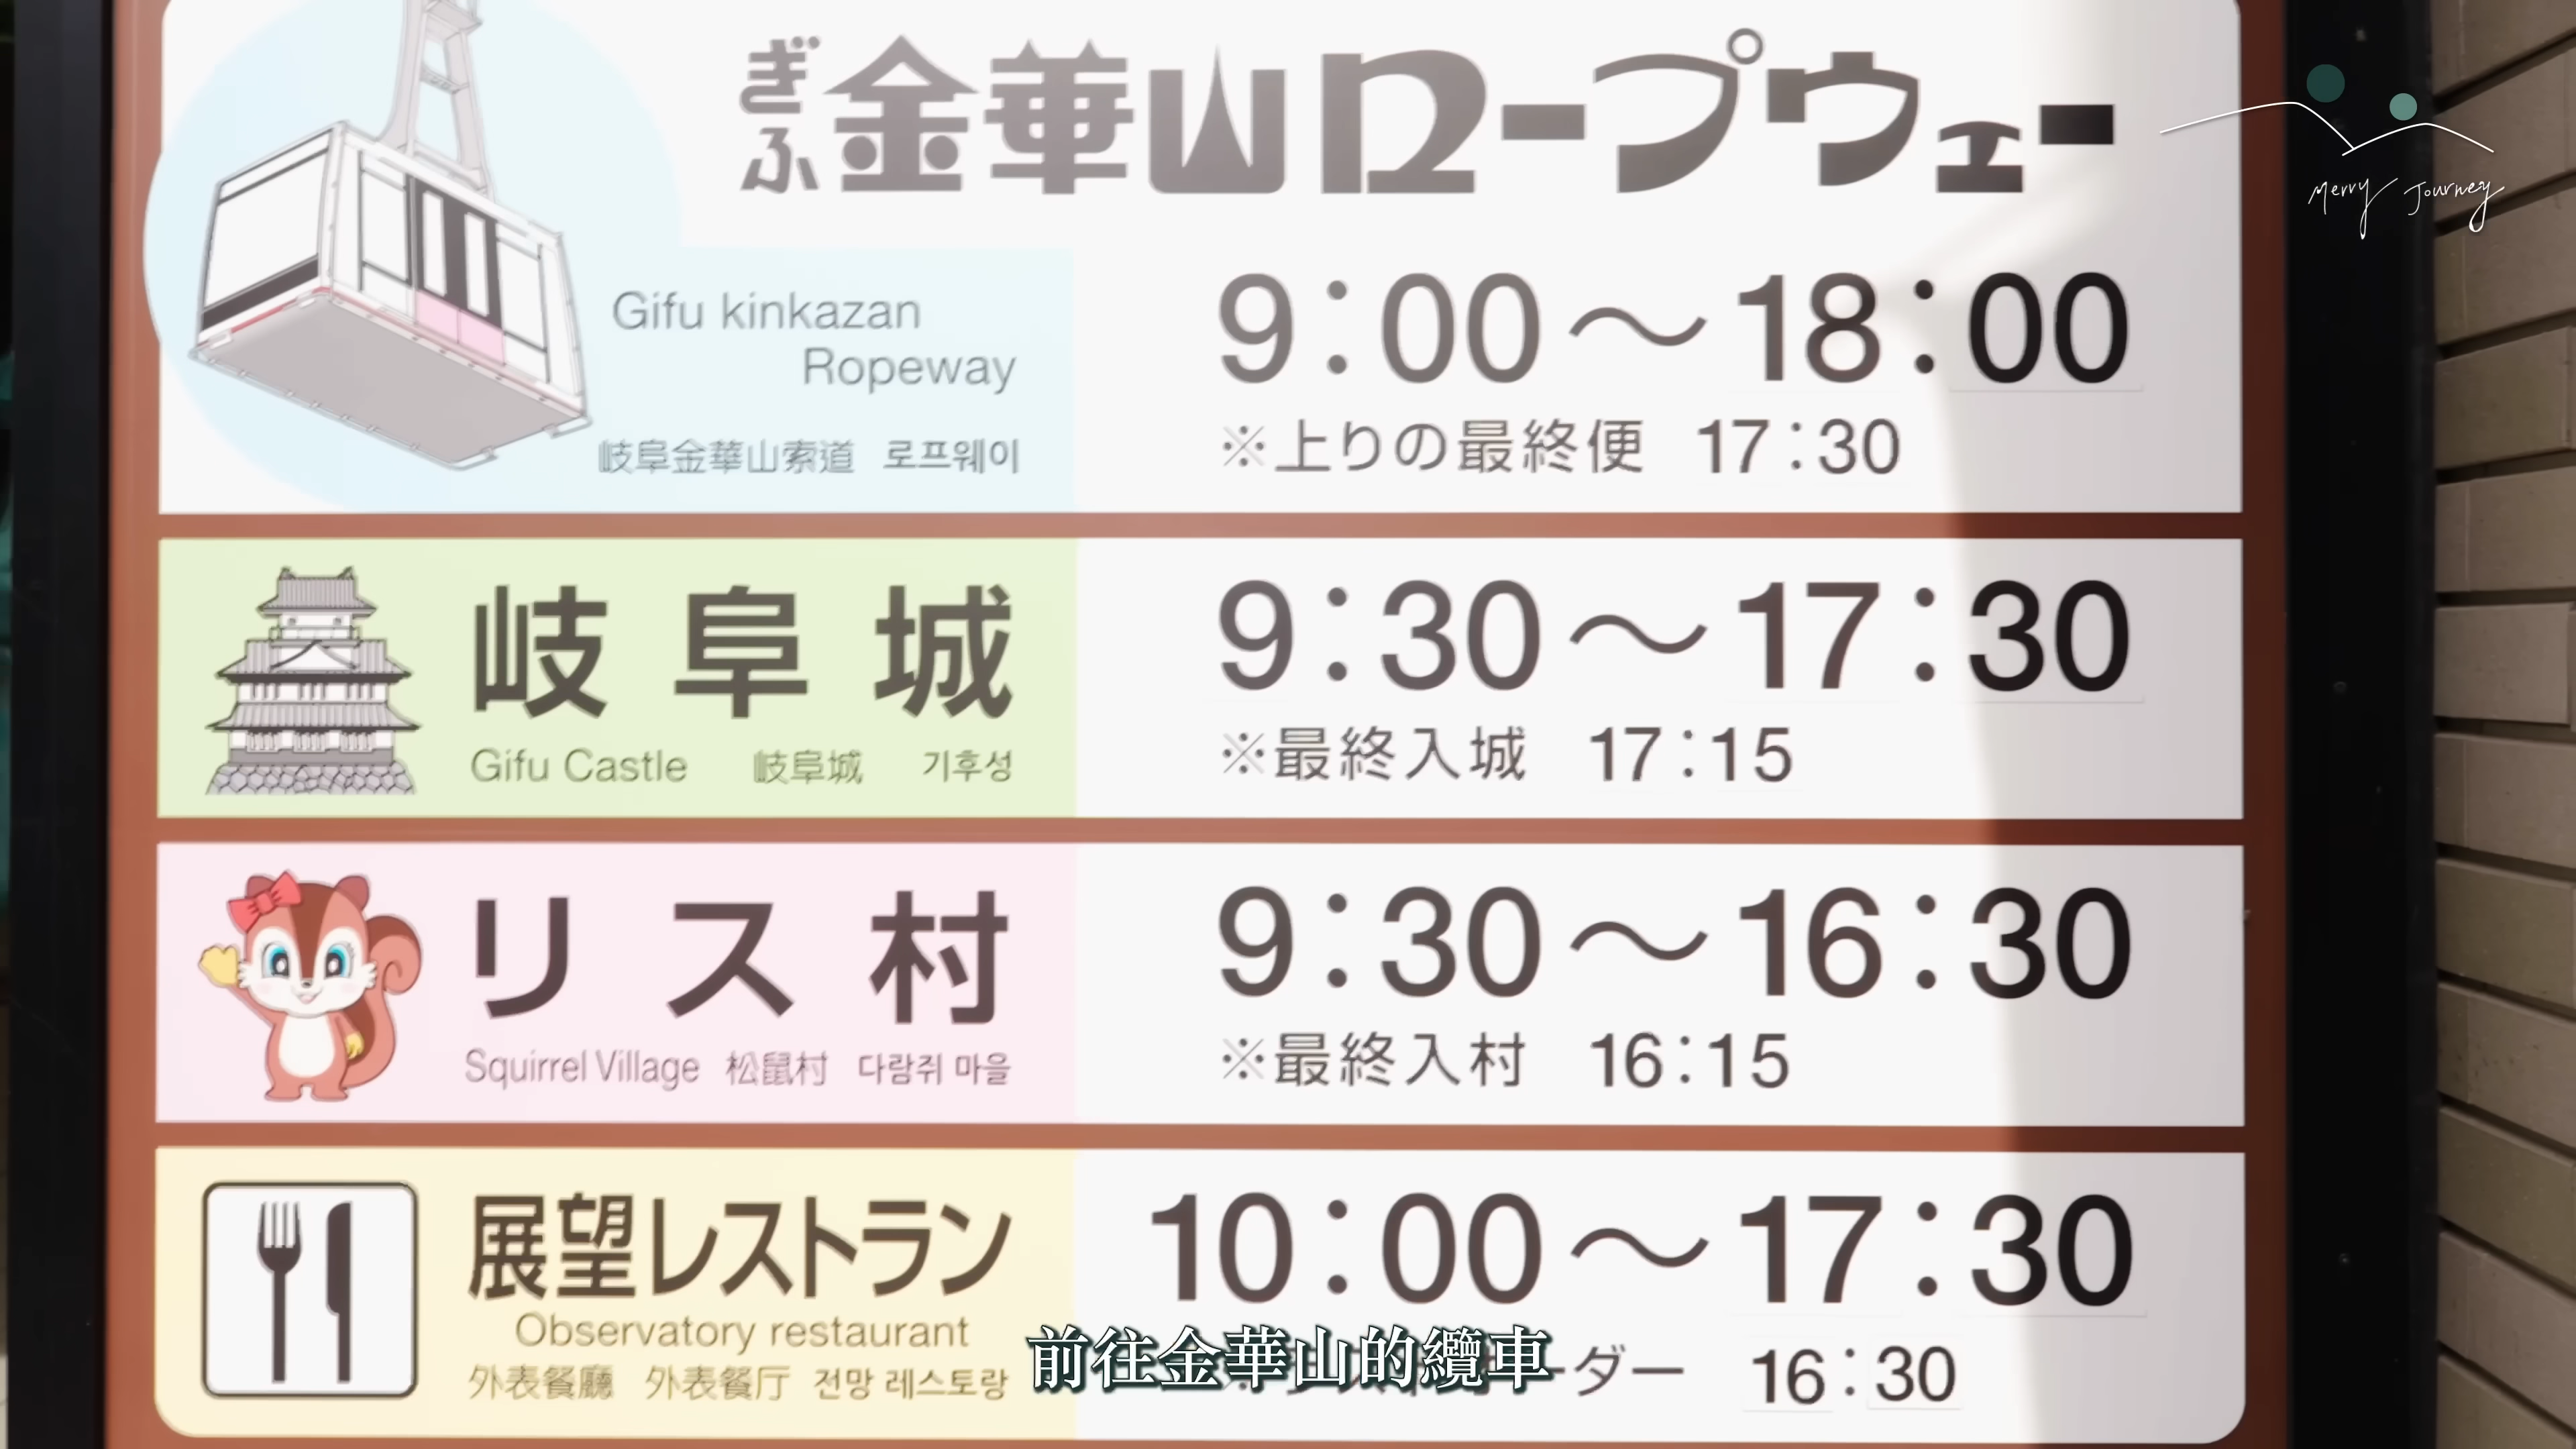 ぎふ金華山ロープウェー
Merry Journey
Gifu kinkazan
Ropeway
岐阜金華山索道 로프웨이
9:00～18:00
※上りの最終便 17:30
岐阜城
Gifu Castle 岐阜城 기후성
9:30～17:30
※最終入城 17:15
リス村
Squirrel Village 松鼠村 다람쥐 마을
9:30～16:30
※最終入村 16:15
展望レストラン
Observatory restaurant
外表餐廳 外表餐厅 전망 레스토랑
10:00～17:30
ーダー 16:30
前往金華山的纜車